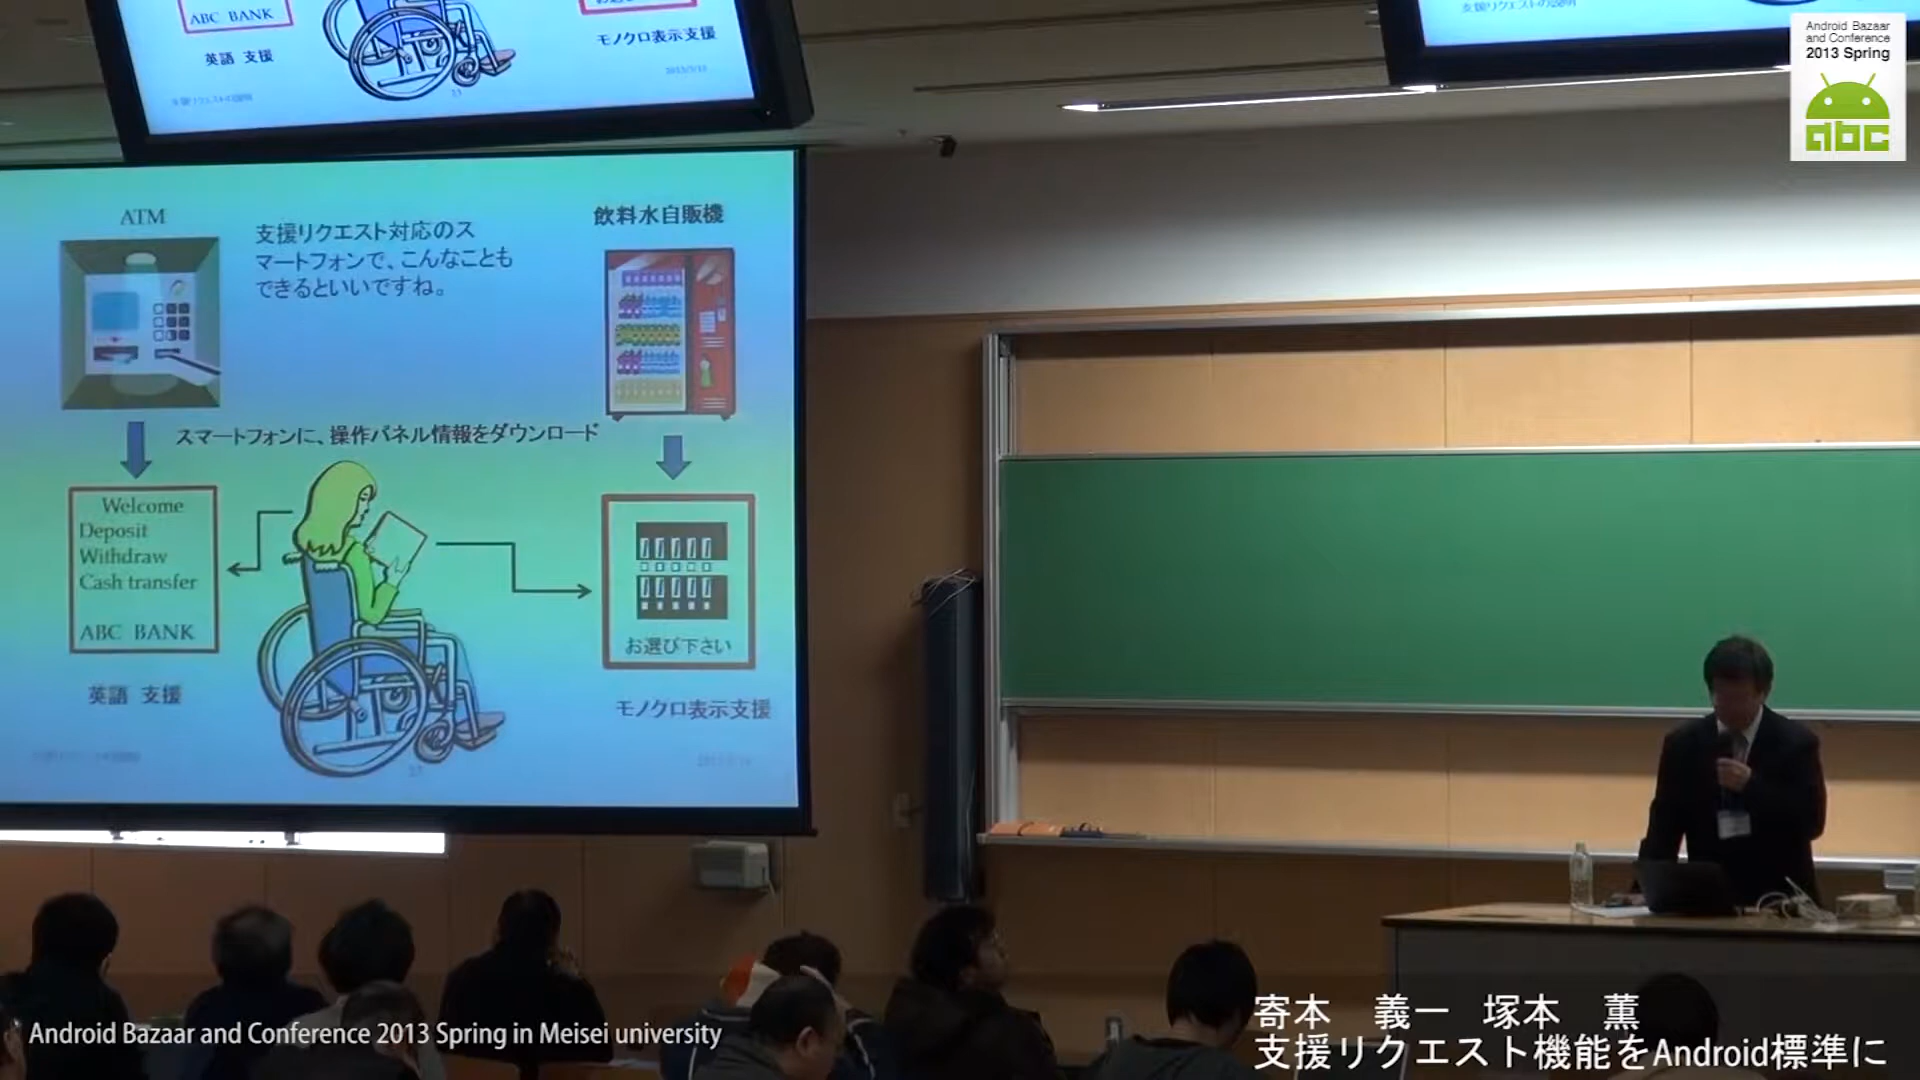 ABC BANK
英語 支援
モノクロ表示支援
Android Bazaar
and Conference
2013 Spring
abc
ATM
支援リクエスト対応のス
マートフォンで、こんなことも
できるといいですね。
飲料水自販機
スマートフォンに、操作パネル情報をダウンロード
Welcome
Deposit
Withdraw
Cash transfer
ABC BANK
お選び下さい
英語 支援
モノクロ表示支援
寄本 義一 塚本 薫
支援リクエスト機能をAndroid標準に
Android Bazaar and Conference 2013 Spring in Meisei university